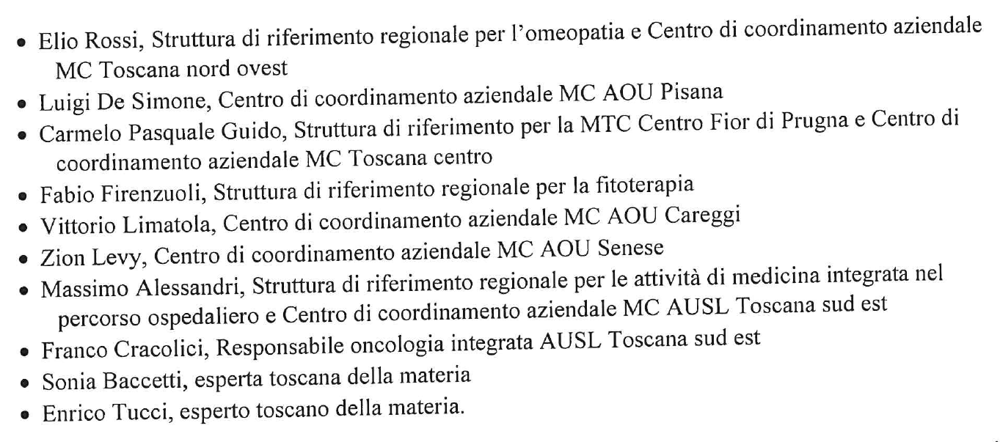 • Elio Rossi, Struttura di riferimento regionale per l'omeopatia e Centro di coordinamento aziendale
MC Toscana nord ovest
• Luigi De Simone, Centro di coordinamento aziendale MC AOU Pisana
• Carmelo Pasquale Guido, Struttura di riferimento per la MTC Centro Fior di Prugna e Centro di
coordinamento aziendale MC Toscana centro
• Fabio Firenzuoli, Struttura di riferimento regionale per la fitoterapia
• Vittorio Limatola, Centro di coordinamento aziendale MC AOU Careggi
• Zion Levy, Centro di coordinamento aziendale MC AOU Senese
• Massimo Alessandri, Struttura di riferimento regionale per le attività di medicina integrata nel
percorso ospedaliero e Centro di coordinamento aziendale MC AUSL Toscana sud est
• Franco Cracolici, Responsabile oncologia integrata AUSL Toscana sud est
• Sonia Baccetti, esperta toscana della materia
• Enrico Tucci, esperto toscano della materia.